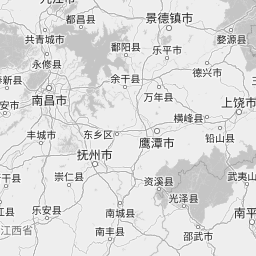 九江市
都昌县
景德镇市
共青城市
鄱阳县
婺源县
乐平市
永修县
德兴市
余干县
万年县
南昌市
上饶市
横峰县
丰城市
东乡区
铅山县
鹰潭市
抚州市
崇仁县
资溪县
武夷山
光泽县
乐安县
南城县
南平
江西省
南丰县
邵武市